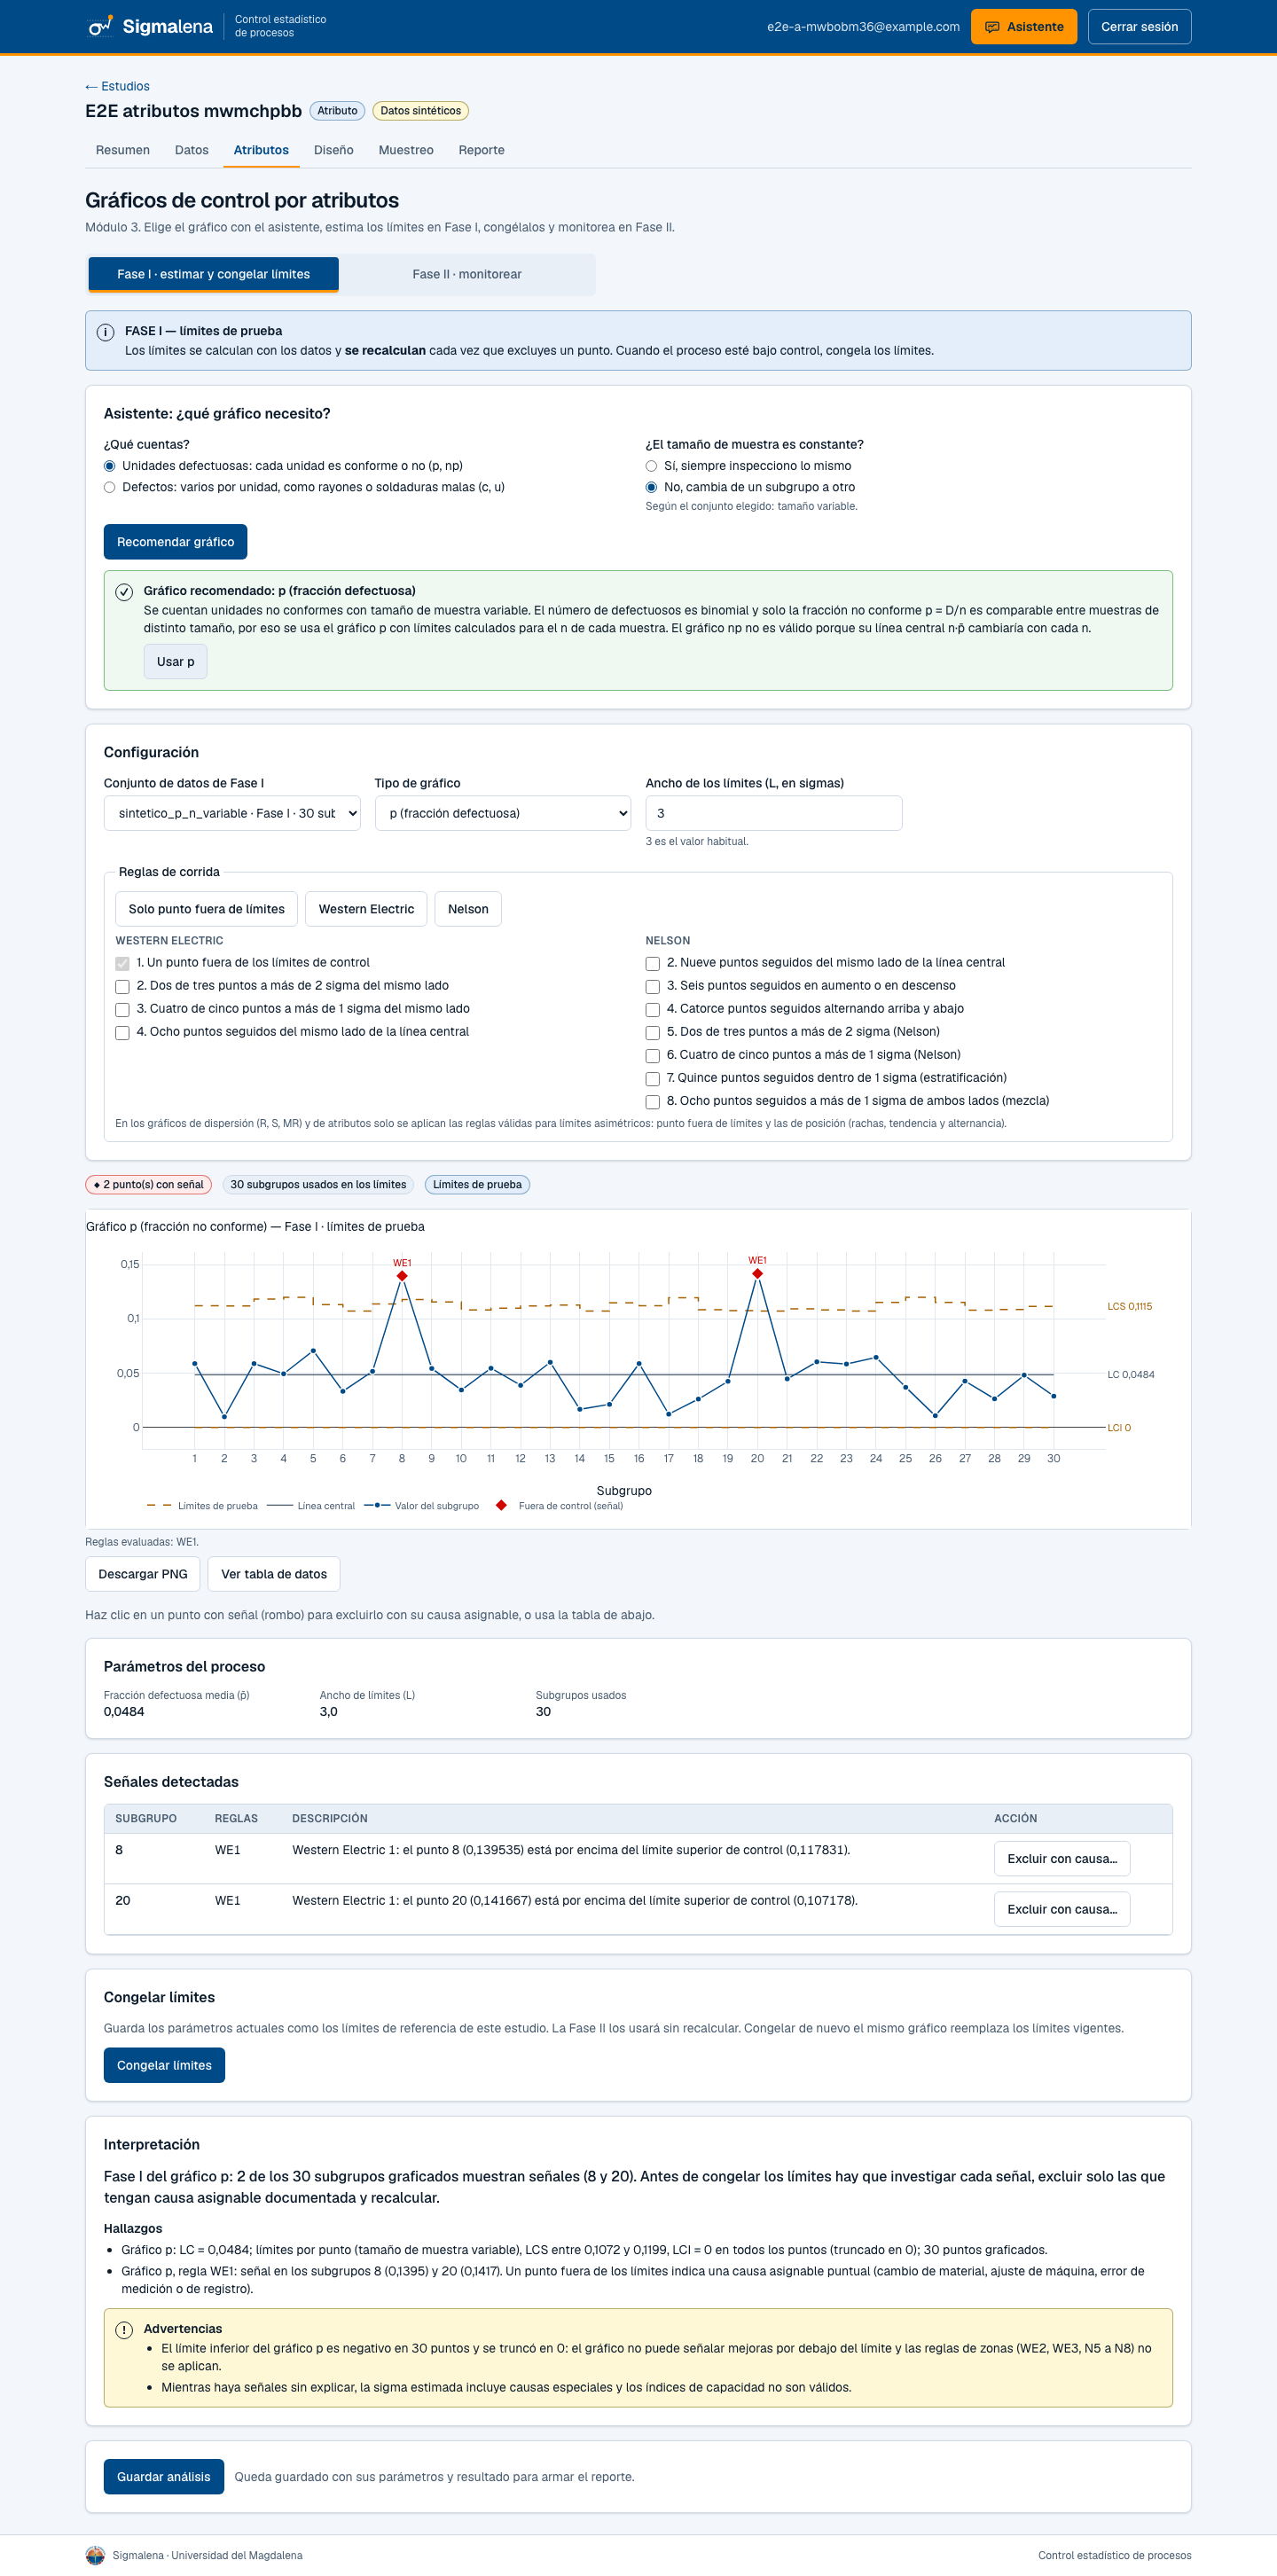 Sigmalena
Control estadístico
de procesos
e2e-a-mwbobm36@example.com
Asistente
Cerrar sesión
← Estudios
E2E atributos mwmchpbb
Atributo
Datos sintéticos
Resumen
Datos
Atributos
Diseño
Muestreo
Reporte
Gráficos de control por atributos
Módulo 3. Elige el gráfico con el asistente, estima los límites en Fase I, congélalos y monitorea en Fase II.
Fase I · estimar y congelar límites
Fase II · monitorear
FASE I — límites de prueba
Los límites se calculan con los datos y se recalculan cada vez que excluyes un punto. Cuando el proceso esté bajo control, congela los límites.
Asistente: ¿qué gráfico necesito?
¿Qué cuentas?
Unidades defectuosas: cada unidad es conforme o no (p, np)
Defectos: varios por unidad, como rayones o soldaduras malas (c, u)
¿El tamaño de muestra es constante?
Sí, siempre inspecciono lo mismo
No, cambia de un subgrupo a otro
Según el conjunto elegido: tamaño variable.
Recomendar gráfico
Gráfico recomendado: p (fracción defectuosa)
Se cuentan unidades no conformes con tamaño de muestra variable. El número de defectuosos es binomial y solo la fracción no conforme p = D/n es comparable entre muestras de
distinto tamaño, por eso se usa el gráfico p con límites calculados para el n de cada muestra. El gráfico np no es válido porque su línea central n·p̄ cambiaría con cada n.
Usar p
Configuración
Conjunto de datos de Fase I
sintetico_p_n_variable · Fase I · 30 sub
Tipo de gráfico
p (fracción defectuosa)
Ancho de los límites (L, en sigmas)
3
3 es el valor habitual.
Reglas de corrida
Solo punto fuera de límites
Western Electric
Nelson
WESTERN ELECTRIC
1. Un punto fuera de los límites de control
2. Dos de tres puntos a más de 2 sigma del mismo lado
3. Cuatro de cinco puntos a más de 1 sigma del mismo lado
4. Ocho puntos seguidos del mismo lado de la línea central
NELSON
2. Nueve puntos seguidos del mismo lado de la línea central
3. Seis puntos seguidos en aumento o en descenso
4. Catorce puntos seguidos alternando arriba y abajo
5. Dos de tres puntos a más de 2 sigma (Nelson)
6. Cuatro de cinco puntos a más de 1 sigma (Nelson)
7. Quince puntos seguidos dentro de 1 sigma (estratificación)
8. Ocho puntos seguidos a más de 1 sigma de ambos lados (mezcla)
En los gráficos de dispersión (R, S, MR) y de atributos solo se aplican las reglas válidas para límites asimétricos: punto fuera de límites y las de posición (rachas, tendencia y alternancia).
2 punto(s) con señal
30 subgrupos usados en los límites
Límites de prueba
Gráfico p (fracción no conforme) — Fase I · límites de prueba
0,15
0,1
0,05
0
WE1
WE1
LCS 0,1115
LC 0,0484
LCI 0
1 2 3 4 5 6 7 8 9 10 11 12 13 14 15 16 17 18 19 20 21 22 23 24 25 26 27 28 29 30
Subgrupo
Límites de prueba
Línea central
Valor del subgrupo
Fuera de control (señal)
Reglas evaluadas: WE1.
Descargar PNG
Ver tabla de datos
Haz clic en un punto con señal (rombo) para excluirlo con su causa asignable, o usa la tabla de abajo.
Parámetros del proceso
Fracción defectuosa media (p̄)
0,0484
Ancho de límites (L)
3,0
Subgrupos usados
30
Señales detectadas
SUBGRUPO REGLAS DESCRIPCIÓN ACCIÓN
8 WE1 Western Electric 1: el punto 8 (0,139535) está por encima del límite superior de control (0,117831). Excluir con causa…
20 WE1 Western Electric 1: el punto 20 (0,141667) está por encima del límite superior de control (0,107178). Excluir con causa…
Congelar límites
Guarda los parámetros actuales como los límites de referencia de este estudio. La Fase II los usará sin recalcular. Congelar de nuevo el mismo gráfico reemplaza los límites vigentes.
Congelar límites
Interpretación
Fase I del gráfico p: 2 de los 30 subgrupos graficados muestran señales (8 y 20). Antes de congelar los límites hay que investigar cada señal, excluir solo las que
tengan causa asignable documentada y recalcular.
Hallazgos
Gráfico p: LC = 0,0484; límites por punto (tamaño de muestra variable), LCS entre 0,1072 y 0,1199, LCI = 0 en todos los puntos (truncado en 0); 30 puntos graficados.
Gráfico p, regla WE1: señal en los subgrupos 8 (0,1395) y 20 (0,1417). Un punto fuera de los límites indica una causa asignable puntual (cambio de material, ajuste de máquina, error de
medición o de registro).
Advertencias
El límite inferior del gráfico p es negativo en 30 puntos y se truncó en 0: el gráfico no puede señalar mejoras por debajo del límite y las reglas de zonas (WE2, WE3, N5 a N8) no
se aplican.
Mientras haya señales sin explicar, la sigma estimada incluye causas especiales y los índices de capacidad no son válidos.
Guardar análisis
Queda guardado con sus parámetros y resultado para armar el reporte.
Sigmalena · Universidad del Magdalena
Control estadístico de procesos